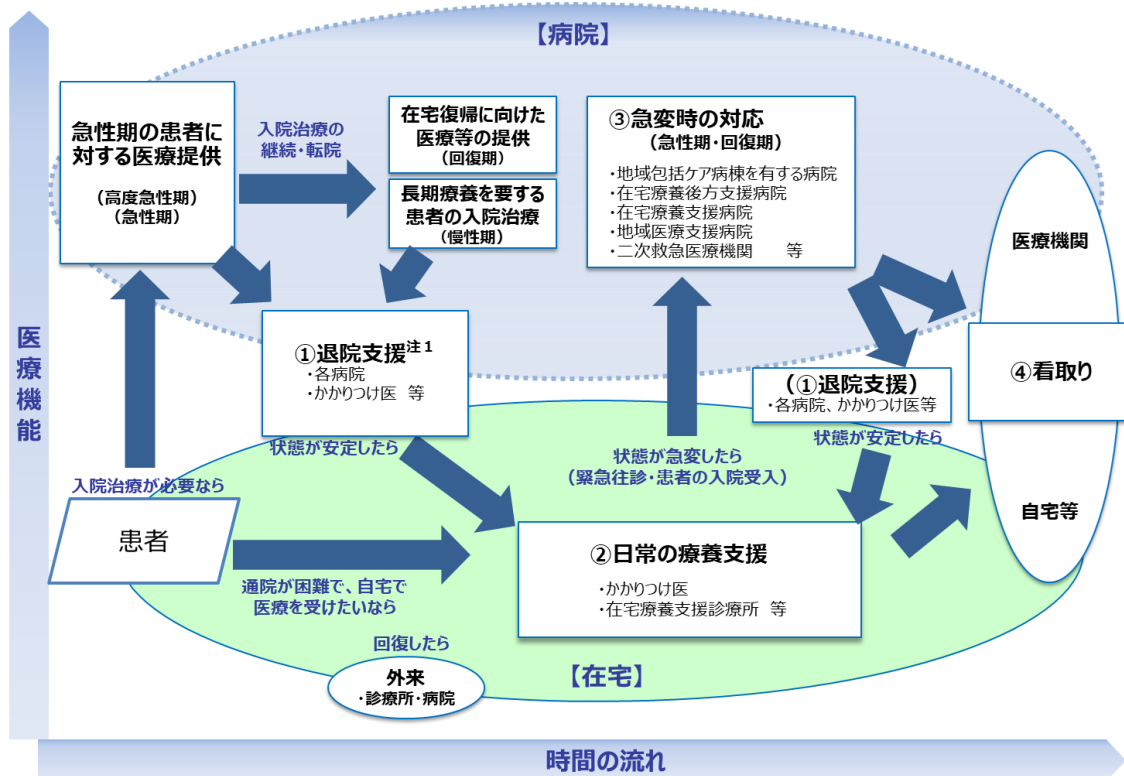 【病院】
急性期の患者に
対する医療提供
(高度急性期)
(急性期)
入院治療の
継続・転院
在宅復帰に向けた
医療等の提供
(回復期)
長期療養を要する
患者の入院治療
(慢性期)
③急変時の対応
(急性期・回復期)
・地域包括ケア病棟を有する病院
・在宅療養後方支援病院
・在宅療養支援病院
・地域医療支援病院
・二次救急医療機関 等
医療機関
④看取り
自宅等
①退院支援注1
・各病院
・かかりつけ医 等
状態が安定したら
(①退院支援)
・各病院、かかりつけ医等
状態が安定したら
状態が急変したら
(緊急往診・患者の入院受入)
入院治療が必要なら
患者
通院が困難で、自宅で
医療を受けたいなら
②日常の療養支援
・かかりつけ医
・在宅療養支援診療所 等
回復したら
外来
・診療所・病院
【在宅】
医療機能
時間の流れ